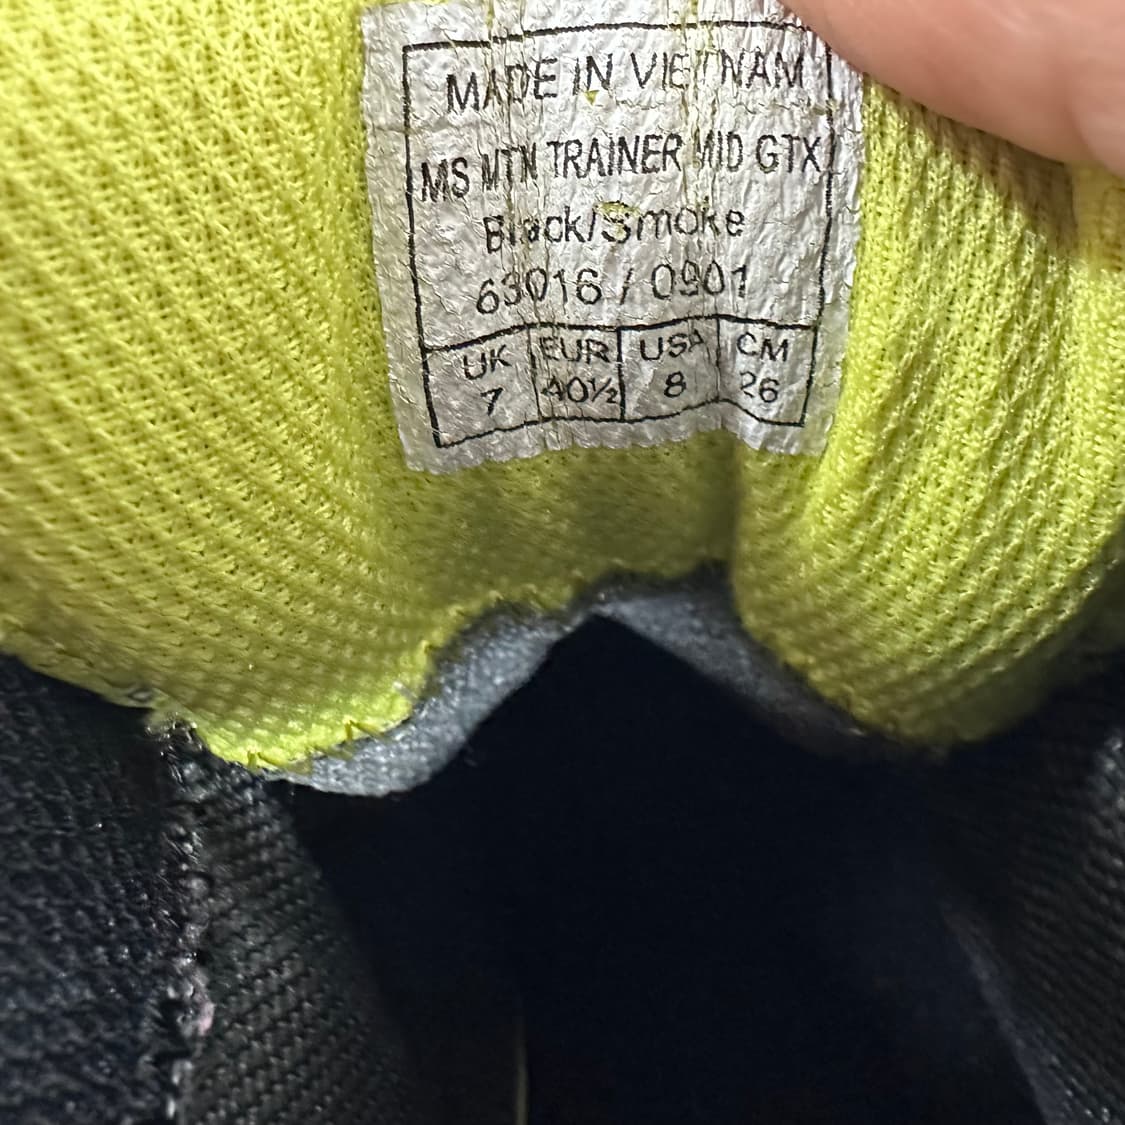 MADE IN VIETNAM
MS MTN TRAINER MID GTX
Black/Smoke
63016 / 0901
UK EUR USA CM
7 40½ 8 26